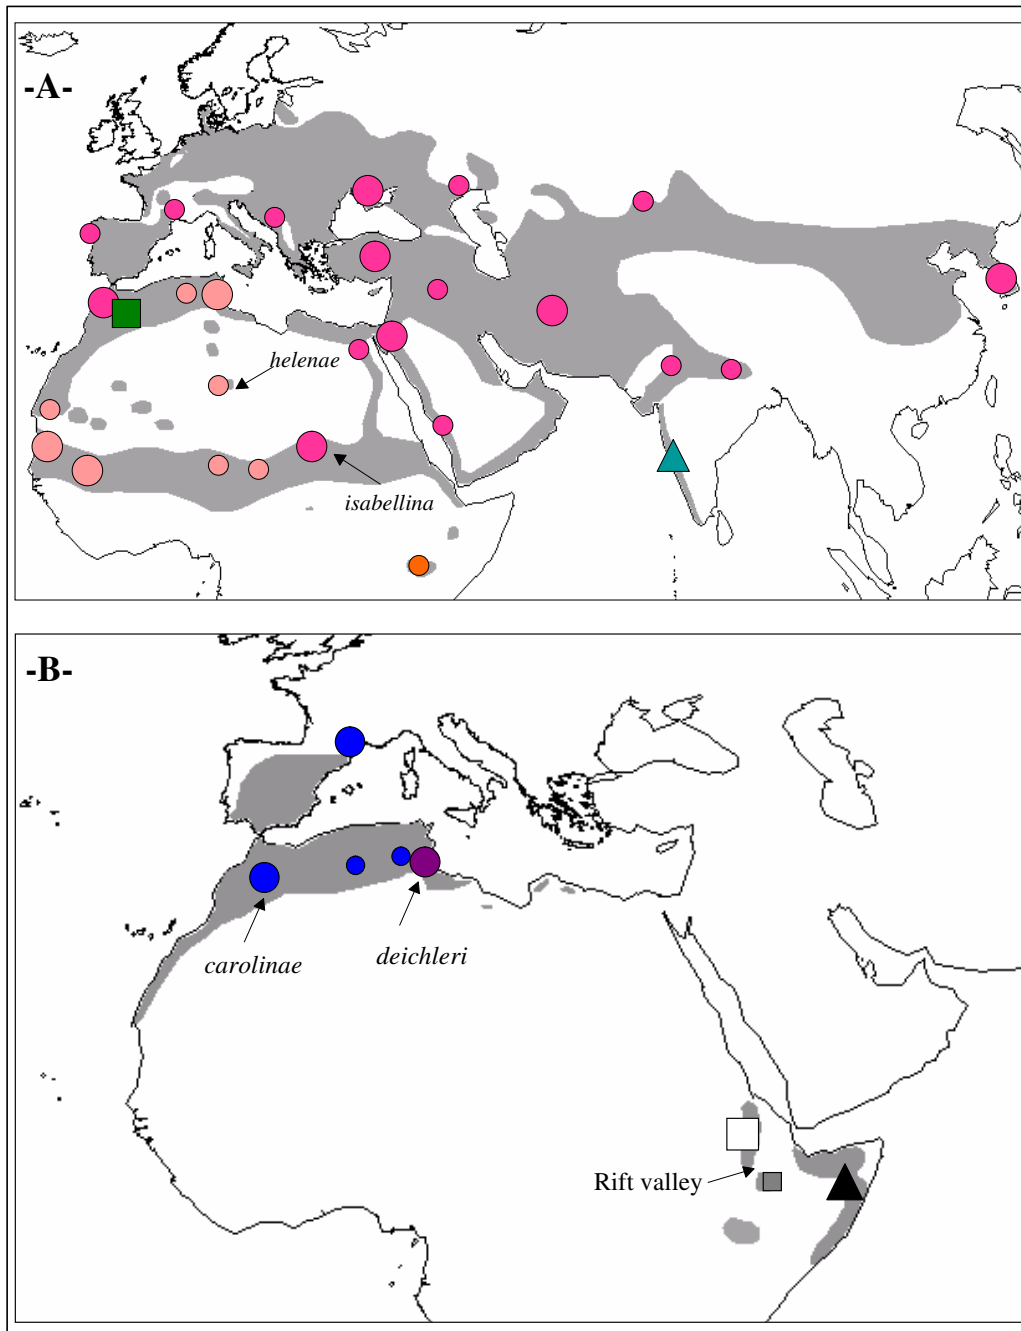 -A-
helenae
isabellina
-B-
carolinae
deichleri
Rift valley